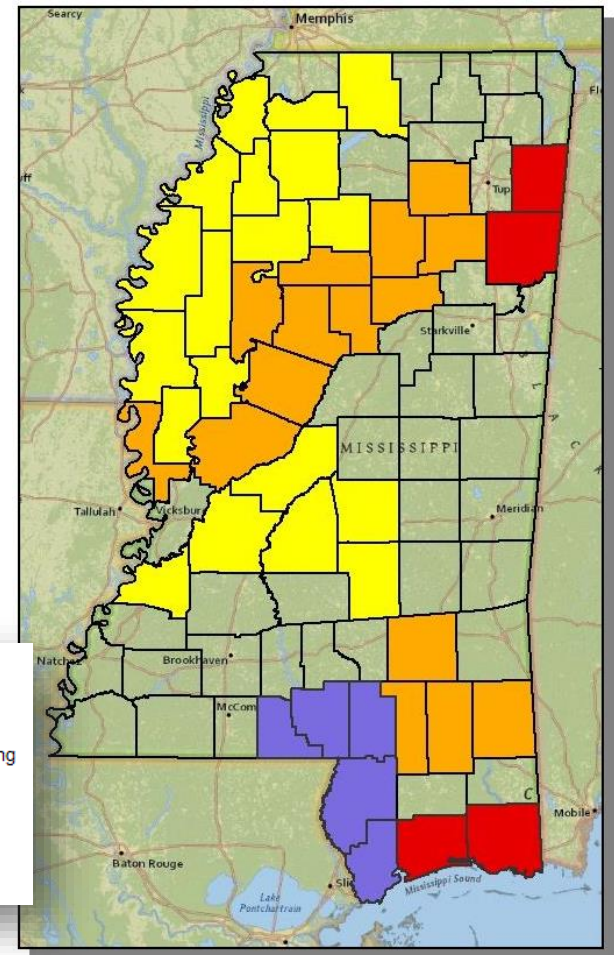 Searcy
Memphis
Mississippi
Tup
Starkville
MISSISSIPPI
Tallulah
Vicksbur
Meridian
Natch
Brookhaven
McCom
ng
C
Mobile
Baton Rouge
Sli
Mississippi Sound
Lake
Pontchartrain